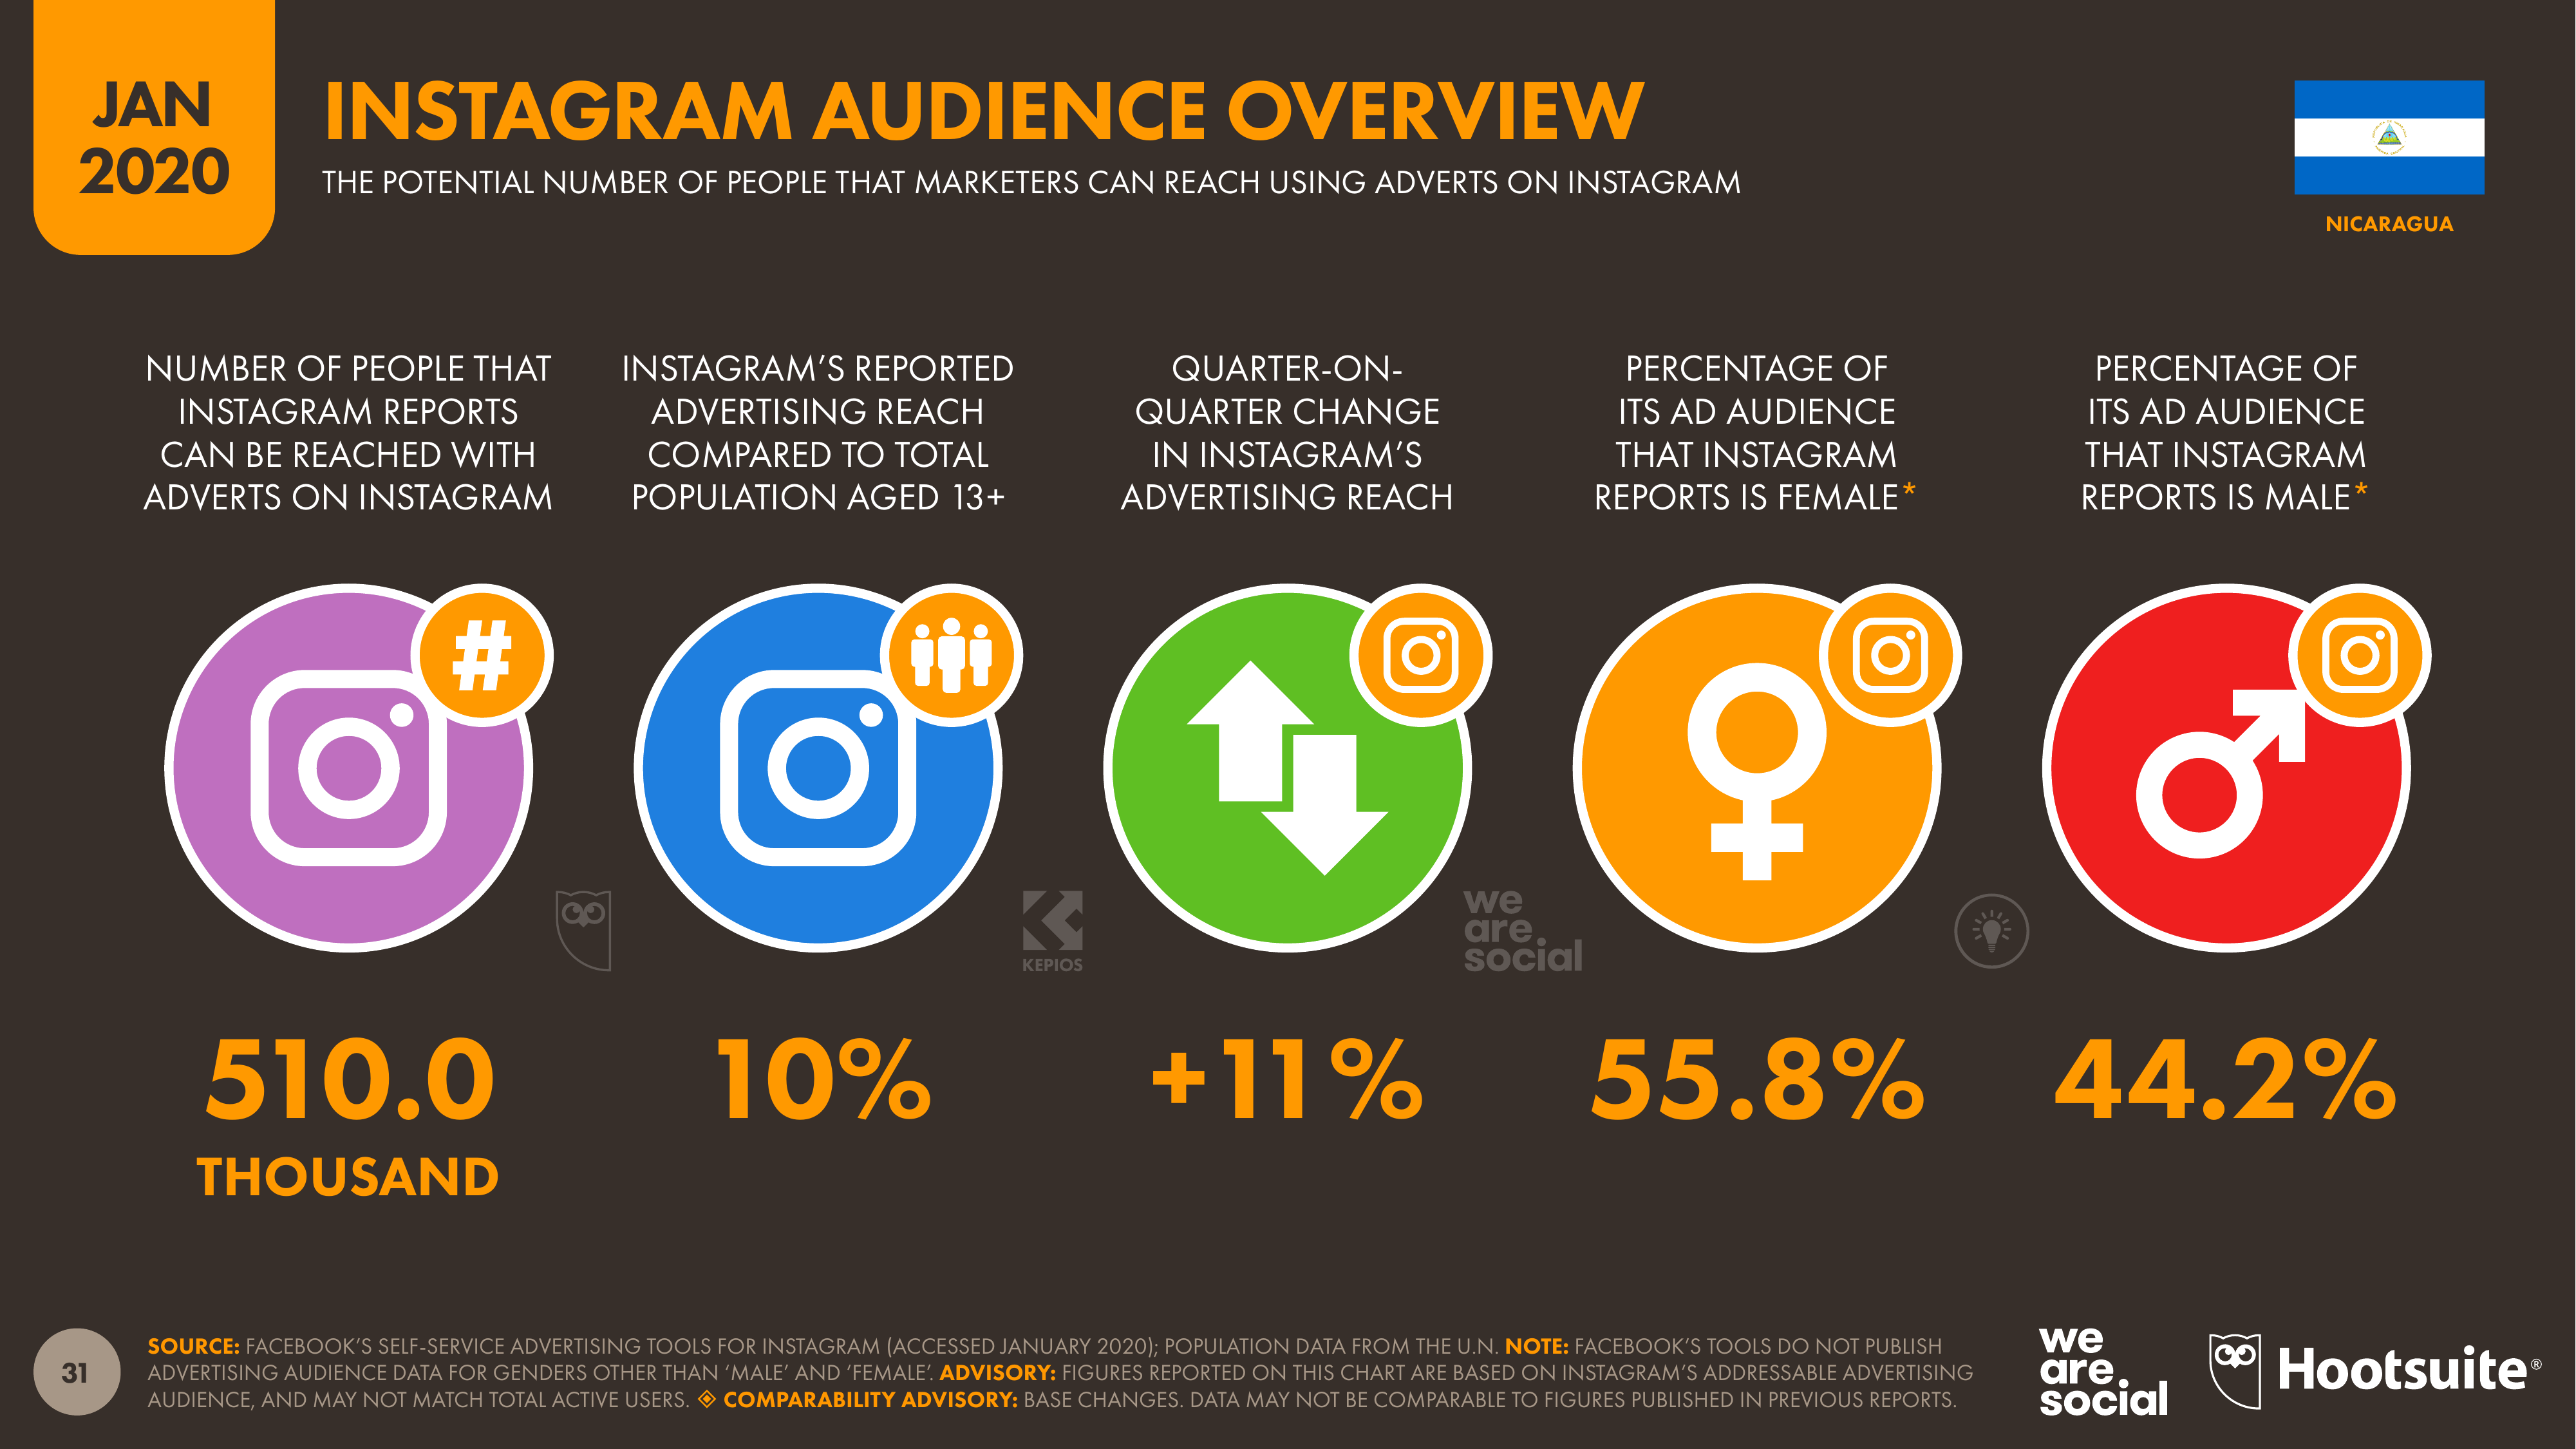 JAN
2020
INSTAGRAM AUDIENCE OVERVIEW
THE POTENTIAL NUMBER OF PEOPLE THAT MARKETERS CAN REACH USING ADVERTS ON INSTAGRAM
NICARAGUA
NUMBER OF PEOPLE THAT
INSTAGRAM REPORTS
CAN BE REACHED WITH
ADVERTS ON INSTAGRAM
INSTAGRAM’S REPORTED
ADVERTISING REACH
COMPARED TO TOTAL
POPULATION AGED 13+
QUARTER-ON-
QUARTER CHANGE
IN INSTAGRAM’S
ADVERTISING REACH
PERCENTAGE OF
ITS AD AUDIENCE
THAT INSTAGRAM
REPORTS IS FEMALE*
PERCENTAGE OF
ITS AD AUDIENCE
THAT INSTAGRAM
REPORTS IS MALE*
#
KEPIOS
we
are
social
510.0
THOUSAND
10%
+11%
55.8%
44.2%
31
SOURCE: FACEBOOK’S SELF-SERVICE ADVERTISING TOOLS FOR INSTAGRAM (ACCESSED JANUARY 2020); POPULATION DATA FROM THE U.N. NOTE: FACEBOOK’S TOOLS DO NOT PUBLISH
ADVERTISING AUDIENCE DATA FOR GENDERS OTHER THAN ‘MALE’ AND ‘FEMALE’. ADVISORY: FIGURES REPORTED ON THIS CHART ARE BASED ON INSTAGRAM’S ADDRESSABLE ADVERTISING
AUDIENCE, AND MAY NOT MATCH TOTAL ACTIVE USERS. ◈ COMPARABILITY ADVISORY: BASE CHANGES. DATA MAY NOT BE COMPARABLE TO FIGURES PUBLISHED IN PREVIOUS REPORTS.
we
are
social
Hootsuite®